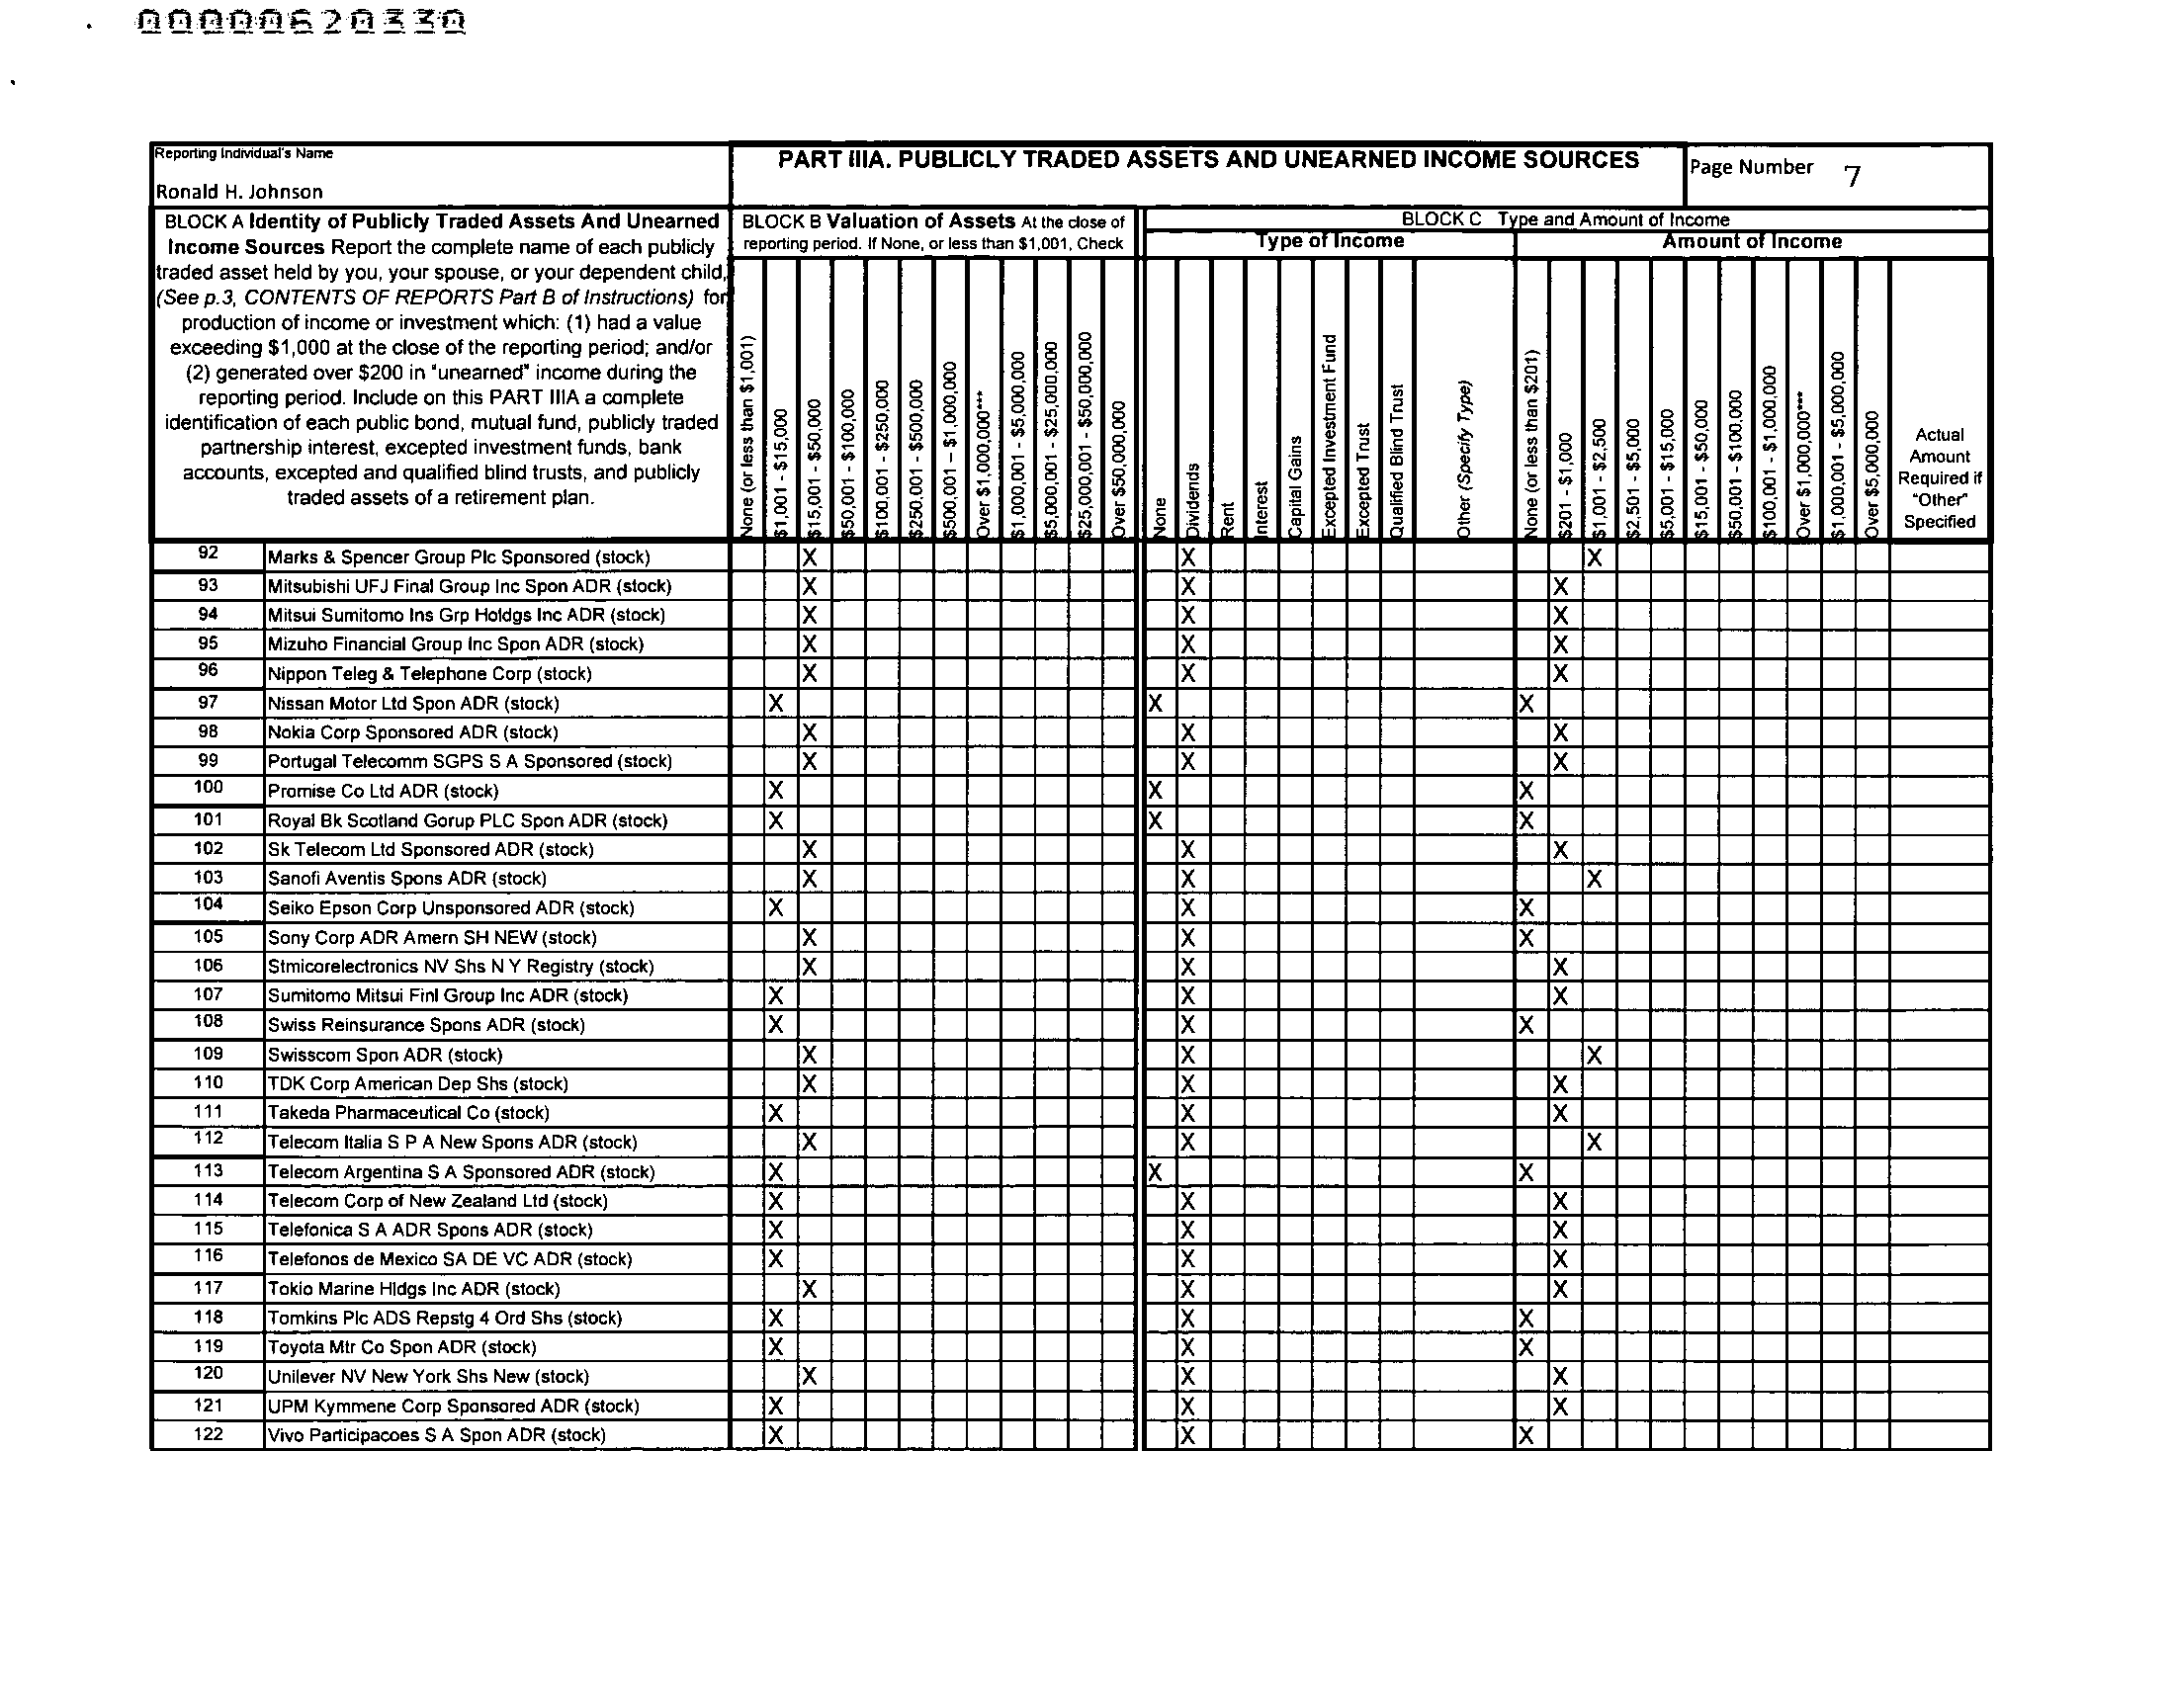 00000620330
Reporting Individual's Name
Ronald H. Johnson
PART IIIA. PUBLICLY TRADED ASSETS AND UNEARNED INCOME SOURCES
Page Number 7
BLOCK A Identity of Publicly Traded Assets And Unearned
Income Sources Report the complete name of each publicly
traded asset held by you, your spouse, or your dependent child,
(See p.3, CONTENTS OF REPORTS Part B of Instructions) for
production of income or investment which: (1) had a value
exceeding $1,000 at the close of the reporting period; and/or
(2) generated over $200 in "unearned" income during the
reporting period. Include on this PART IIIA a complete
identification of each public bond, mutual fund, publicly traded
partnership interest, excepted investment funds, bank
accounts, excepted and qualified blind trusts, and publicly
traded assets of a retirement plan.
BLOCK B Valuation of Assets At the close of
reporting period. If None, or less than $1,001, Check
None (or less than $1,001)
$1,001 - $15,000
$15,001 - $50,000
$50,001 - $100,000
$100,001 - $250,000
$250,001 - $500,000
$500,001 – $1,000,000
Over $1,000,000***
$1,000,001 - $5,000,000
$5,000,001 - $25,000,000
$25,000,001 - $50,000,000
Over $50,000,000
BLOCK C Type and Amount of Income
Type of Income
None
Dividends
Rent
Interest
Capital Gains
Excepted Investment Fund
Excepted Trust
Qualified Blind Trust
Other (Specify Type)
Amount of Income
None (or less than $201)
$201 - $1,000
$1,001 - $2,500
$2,501 - $5,000
$5,001 - $15,000
$15,001 - $50,000
$50,001 - $100,000
$100,001 - $1,000,000
Over $1,000,000***
$1,000,001 - $5,000,000
Over $5,000,000
Actual
Amount
Required if
"Other"
Specified
92 Marks & Spencer Group Plc Sponsored (stock) X X X
93 Mitsubishi UFJ Final Group Inc Spon ADR (stock) X X X
94 Mitsui Sumitomo Ins Grp Holdgs Inc ADR (stock) X X X
95 Mizuho Financial Group Inc Spon ADR (stock) X X X
96 Nippon Teleg & Telephone Corp (stock) X X X
97 Nissan Motor Ltd Spon ADR (stock) X X X
98 Nokia Corp Sponsored ADR (stock) X X X
99 Portugal Telecomm SGPS S A Sponsored (stock) X X X
100 Promise Co Ltd ADR (stock) X X X
101 Royal Bk Scotland Gorup PLC Spon ADR (stock) X X X
102 Sk Telecom Ltd Sponsored ADR (stock) X X X
103 Sanofi Aventis Spons ADR (stock) X X X
104 Seiko Epson Corp Unsponsored ADR (stock) X X X
105 Sony Corp ADR Amern SH NEW (stock) X X X
106 Stmicorelectronics NV Shs N Y Registry (stock) X X X
107 Sumitomo Mitsui Finl Group Inc ADR (stock) X X X
108 Swiss Reinsurance Spons ADR (stock) X X X
109 Swisscom Spon ADR (stock) X X X
110 TDK Corp American Dep Shs (stock) X X X
111 Takeda Pharmaceutical Co (stock) X X X
112 Telecom Italia S P A New Spons ADR (stock) X X X
113 Telecom Argentina S A Sponsored ADR (stock) X X X
114 Telecom Corp of New Zealand Ltd (stock) X X X
115 Telefonica S A ADR Spons ADR (stock) X X X
116 Telefonos de Mexico SA DE VC ADR (stock) X X X
117 Tokio Marine Hldgs Inc ADR (stock) X X X
118 Tomkins Plc ADS Repstg 4 Ord Shs (stock) X X X
119 Toyota Mtr Co Spon ADR (stock) X X X
120 Unilever NV New York Shs New (stock) X X X
121 UPM Kymmene Corp Sponsored ADR (stock) X X X
122 Vivo Participacoes S A Spon ADR (stock) X X X